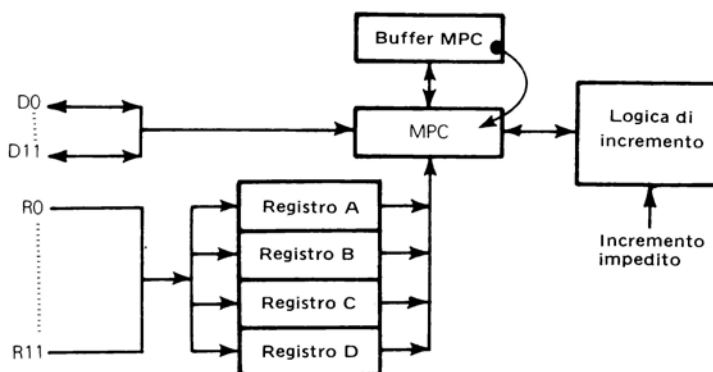 Buffer MPC
D0
D11
MPC
Logica di
incremento
R0
Registro A
Registro B
Registro C
Registro D
R11
Incremento
impedito